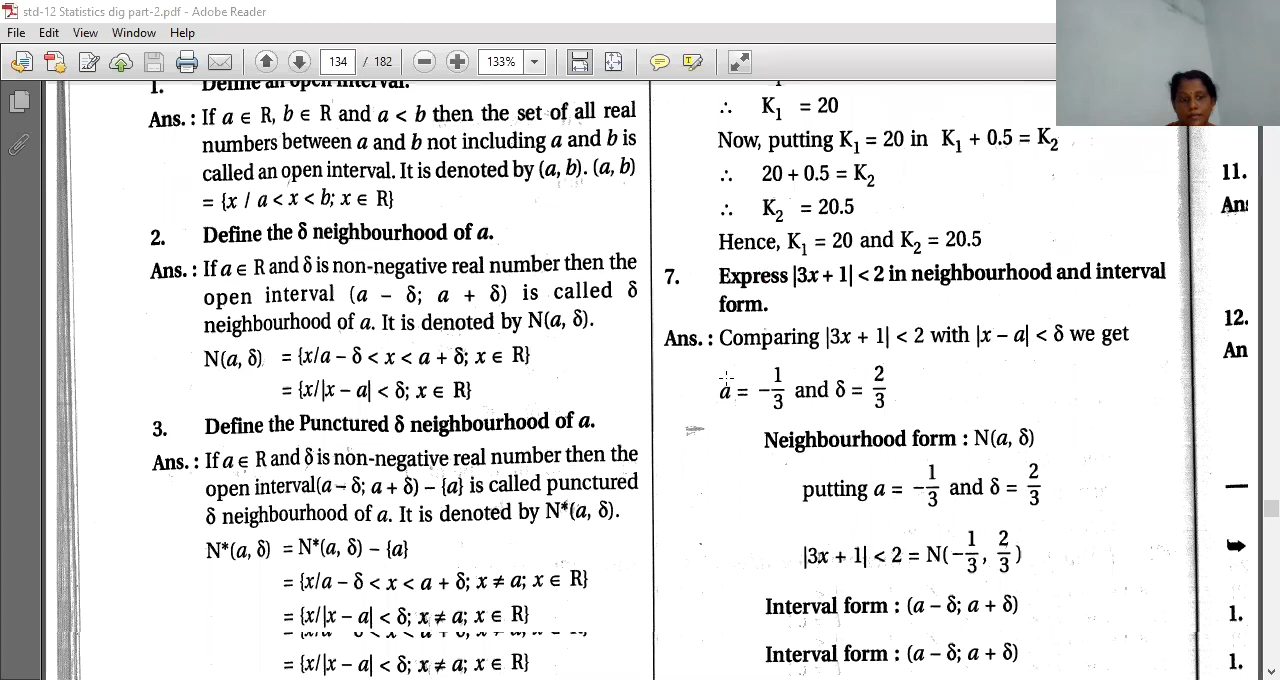 std-12 Statistics dig part-2.pdf - Adobe Reader
File Edit View Window Help
134 / 182 133%
1. Define an open interval.
Ans. : If a ∈ R, b ∈ R and a < b then the set of all real
numbers between a and b not including a and b is
called an open interval. It is denoted by (a, b). (a, b)
= {x / a < x < b; x ∈ R}
2. Define the δ neighbourhood of a.
Ans. : If a ∈ R and δ is non-negative real number then the
open interval (a − δ; a + δ) is called δ
neighbourhood of a. It is denoted by N(a, δ).
N(a, δ) = {x/a − δ < x < a + δ; x ∈ R}
= {x/|x − a| < δ; x ∈ R}
3. Define the Punctured δ neighbourhood of a.
Ans. : If a ∈ R and δ is non-negative real number then the
open interval(a − δ; a + δ) − {a} is called punctured
δ neighbourhood of a. It is denoted by N*(a, δ).
N*(a, δ) = N*(a, δ) − {a}
= {x/a − δ < x < a + δ; x ≠ a; x ∈ R}
= {x/|x − a| < δ; x ≠ a; x ∈ R}
= {x/|x − a| < δ; x ≠ a; x ∈ R}
∴ K₁ = 20
Now, putting K₁ = 20 in K₁ + 0.5 = K₂
∴ 20 + 0.5 = K₂
∴ K₂ = 20.5
Hence, K₁ = 20 and K₂ = 20.5
7. Express |3x + 1| < 2 in neighbourhood and interval
form.
Ans. : Comparing |3x + 1| < 2 with |x − a| < δ we get
a = −1/3 and δ = 2/3
Neighbourhood form : N(a, δ)
putting a = −1/3 and δ = 2/3
|3x + 1| < 2 = N(−1/3, 2/3)
Interval form : (a − δ; a + δ)
Interval form : (a − δ; a + δ)
11.
Ans
12.
An
1.
1.